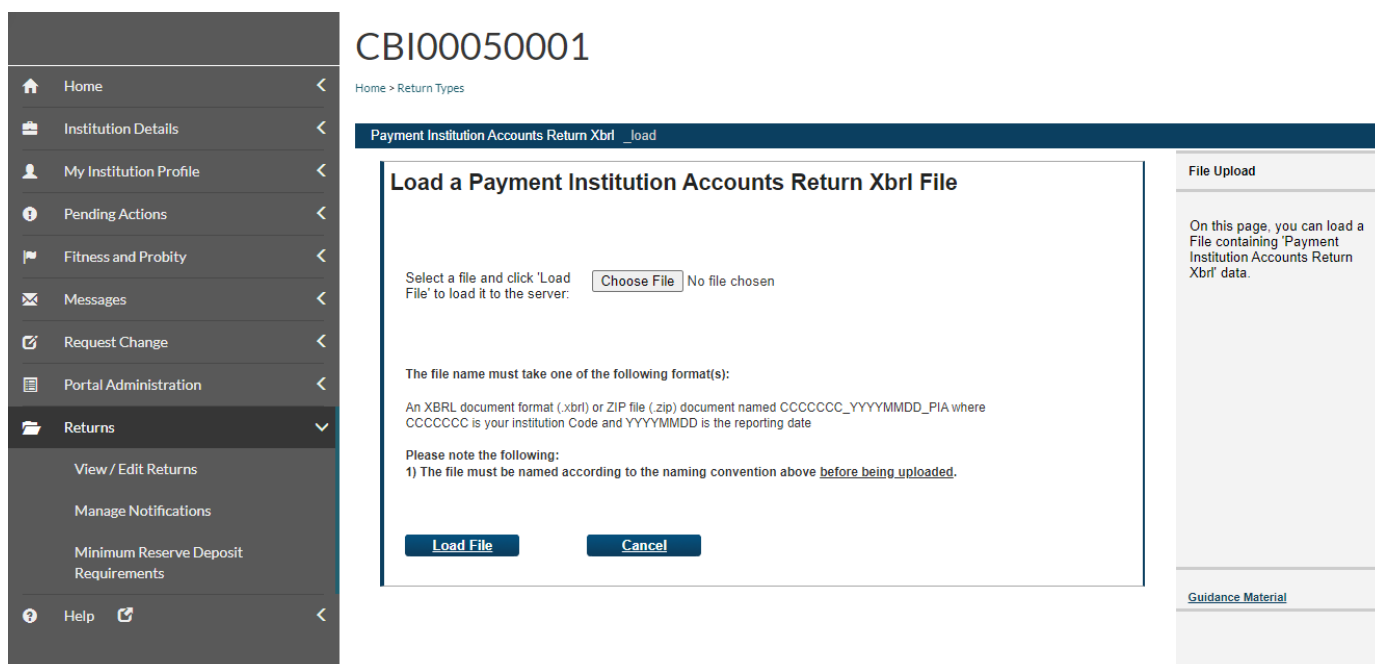 CBI00050001
Home > Return Types
Home
Institution Details
My Institution Profile
Pending Actions
Fitness and Probity
Messages
Request Change
Portal Administration
Returns
View / Edit Returns
Manage Notifications
Minimum Reserve Deposit
Requirements
Help
Payment Institution Accounts Return Xbrl _load
Load a Payment Institution Accounts Return Xbrl File
Select a file and click 'Load
File' to load it to the server:
Choose File No file chosen
The file name must take one of the following format(s):
An XBRL document format (.xbrl) or ZIP file (.zip) document named CCCCCCC_YYYYMMDD_PIA where
CCCCCCC is your institution Code and YYYYMMDD is the reporting date
Please note the following:
1) The file must be named according to the naming convention above before being uploaded.
Load File
Cancel
File Upload
On this page, you can load a
File containing 'Payment
Institution Accounts Return
Xbrl' data.
Guidance Material